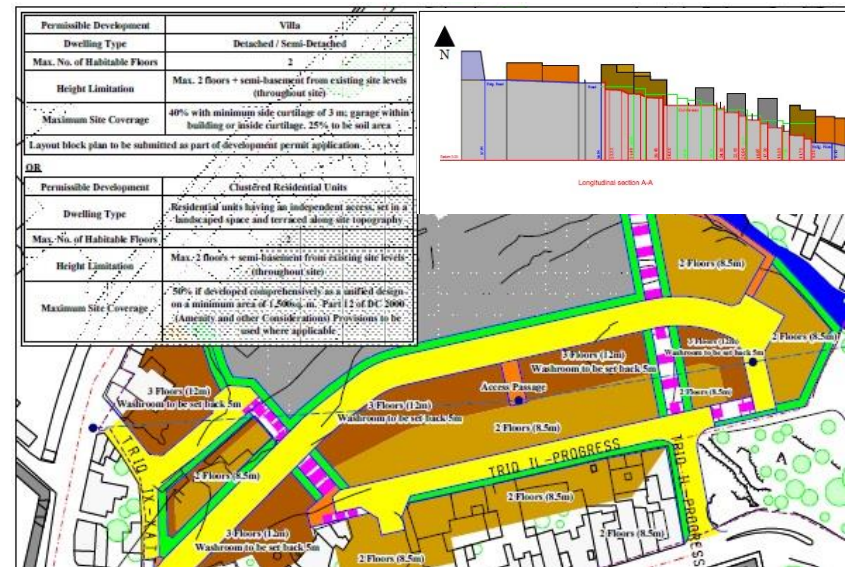 Permissible Development Villa
Dwelling Type Detached / Semi-Detached
Max. No. of Habitable Floors 2
Height Limitation Max. 2 floors + semi-basement from existing site levels
(throughout site)
Maximum Site Coverage 40% with minimum side curtilage of 3 m; garage within
building or inside curtilage. 25% to be soil area
Layout block plan to be submitted as part of development permit application
OR
Permissible Development Clustered Residential Units
Dwelling Type Residential units having an independent access, set in a
landscaped space and terraced along site topography
Max. No. of Habitable Floors 2
Height Limitation Max. 2 floors + semi-basement from existing site levels
(throughout site)
Maximum Site Coverage 50% if developed comprehensively as a unified design
on a minimum area of 1,500sq. m. Part 12 of DC 2000
(Amenity and other Considerations) Provisions to be
used where applicable
N
Longitudinal section A-A
2 Floors (8.5m)
2 Floors (8.5m)
3 Floors (12m)
Washroom to be set back 5m
3 Floors (12m)
Washroom to be set back 5m
Access Passage
2 Floors (8.5m)
3 Floors (12m)
Washroom to be set back 5m
3 Floors (12m)
Washroom to be set back 5m
2 Floors (8.5m)
TRIQ IX-XATT
2 Floors (8.5m)
TRIQ IL-PROGRESS
TRIQ IL-PROGRESS
A
2 Floors (8.5m)
3 Floors (12m)
Washroom to be set back 5m
2 Floors (8.5m)
2 Floors (8.5m)